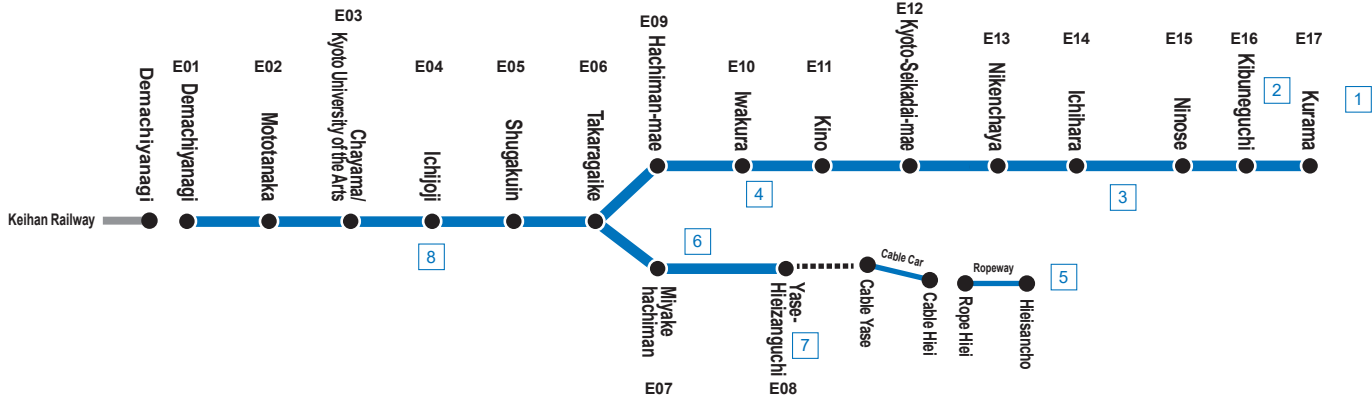 Keihan Railway
Demachiyanagi
E01
Demachiyanagi
E02
Mototanaka
E03
Chayama/
Kyoto University of the Arts
E04
Ichijoji
8
E05
Shugakuin
E06
Takaragaike
E09
Hachiman-mae
E10
Iwakura
4
E11
Kino
E12
Kyoto-Seikadai-mae
E13
Nikenchaya
E14
Ichihara
3
E15
Ninose
E16
Kibuneguchi
2
E17
Kurama
1
Miyake
hachiman
E07
6
Yase-
Hieizanguchi
E08
7
Cable Yase
Cable Car
Cable Hiei
Rope Hiei
Ropeway
Hieisancho
5